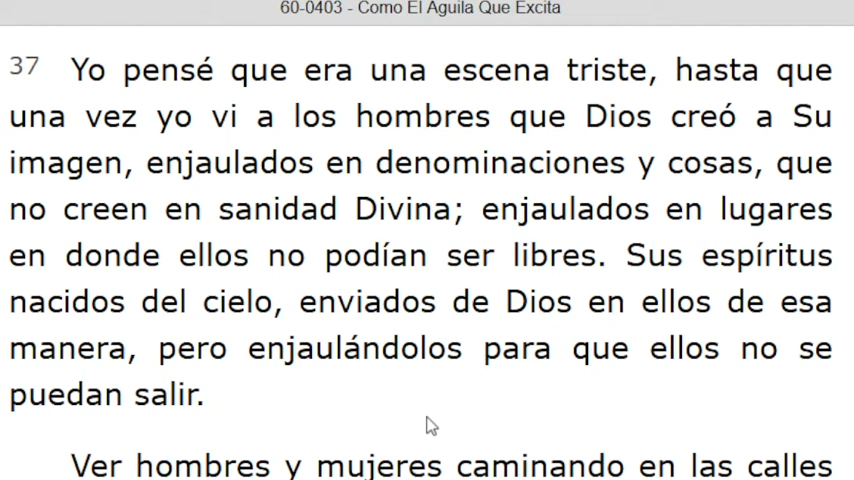 60-0403 - Como El Aguila Que Excita
37 Yo pensé que era una escena triste, hasta que
una vez yo vi a los hombres que Dios creó a Su
imagen, enjaulados en denominaciones y cosas, que
no creen en sanidad Divina; enjaulados en lugares
en donde ellos no podían ser libres. Sus espíritus
nacidos del cielo, enviados de Dios en ellos de esa
manera, pero enjaulándolos para que ellos no se
puedan salir.
Ver hombres y mujeres caminando en las calles